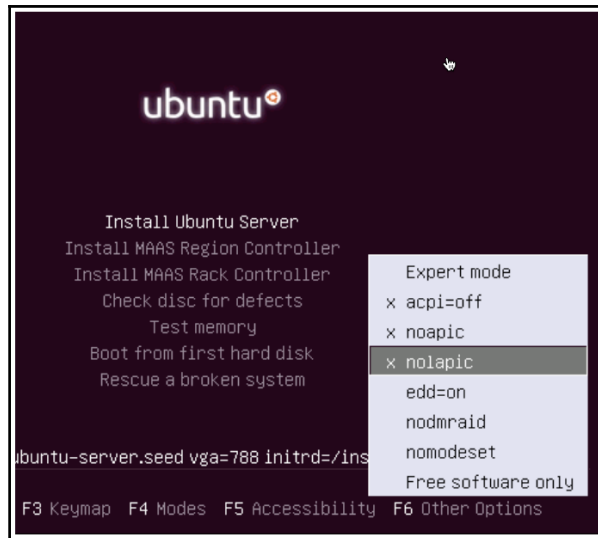 ubuntu
Install Ubuntu Server
Install MAAS Region Controller
Install MAAS Rack Controller
Check disc for defects
Test memory
Boot from first hard disk
Rescue a broken system
Expert mode
x acpi=off
x noapic
x nolapic
edd=on
nodmraid
nomodeset
Free software only
ubuntu-server.seed vga=788 initrd=/ins
F3 Keymap F4 Modes F5 Accessibility F6 Other Options